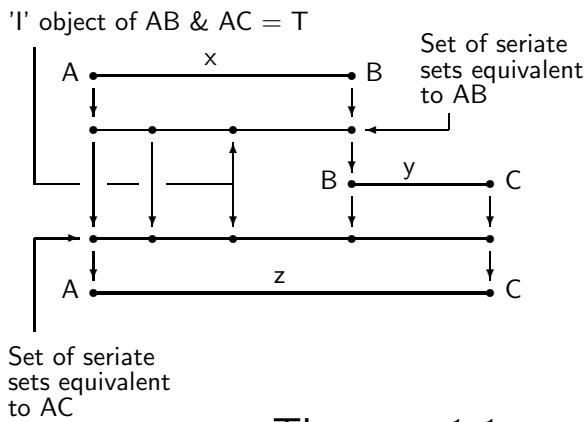 'I' object of AB & AC = T
Set of seriate
sets equivalent
to AB
A
x
B
B
y
C
A
z
C
Set of seriate
sets equivalent
to AC